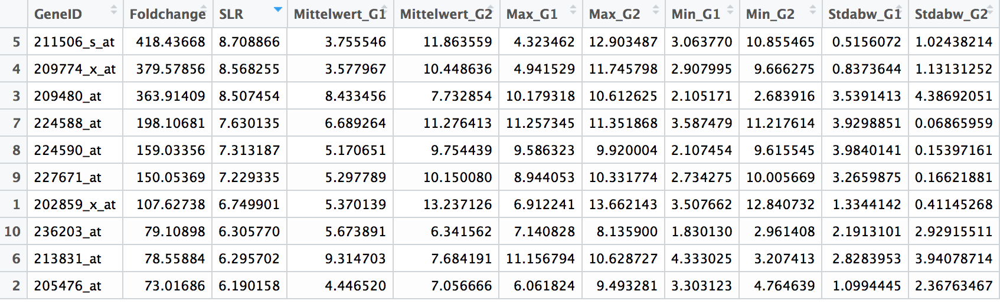 GeneID Foldchange SLR Mittelwert_G1 Mittelwert_G2 Max_G1 Max_G2 Min_G1 Min_G2 Stdabw_G1 Stdabw_G2
5 211506_s_at 418.43668 8.708866 3.755546 11.863559 4.323462 12.903487 3.063770 10.855465 0.5156072 1.02438214
4 209774_x_at 379.57856 8.568255 3.577967 10.448636 4.941529 11.745798 2.907995 9.666275 0.8373644 1.13131252
3 209480_at 363.91409 8.507454 8.433456 7.732854 10.179318 10.612625 2.105171 2.683916 3.5391413 4.38692051
7 224588_at 198.10681 7.630135 6.689264 11.276413 11.257345 11.351868 3.587479 11.217614 3.9298851 0.06865959
8 224590_at 159.03356 7.313187 5.170651 9.754439 9.586323 9.920004 2.107454 9.615545 3.9840141 0.15397161
9 227671_at 150.05369 7.229335 5.297789 10.150080 8.944053 10.331774 2.734275 10.005669 3.2659875 0.16621881
1 202859_x_at 107.62738 6.749901 5.370139 13.237126 6.912241 13.662143 3.507662 12.840732 1.3344142 0.41145268
10 236203_at 79.10898 6.305770 5.673891 6.341562 7.140828 8.135900 1.830130 2.961408 2.1913101 2.92915511
6 213831_at 78.55884 6.295702 9.314703 7.684191 11.156794 10.628727 4.333025 3.207413 2.8283953 3.94078714
2 205476_at 73.01686 6.190158 4.446520 7.056666 6.061824 9.493281 3.303123 4.764639 1.0994445 2.36763467